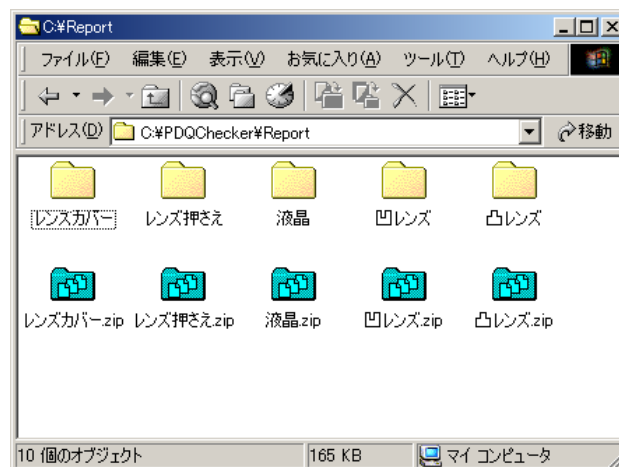 C:¥Report
ファイル(F) 編集(E) 表示(V) お気に入り(A) ツール(T) ヘルプ(H)
アドレス(D) C:¥PDQChecker¥Report 移動
レンズカバー レンズ押さえ 液晶 凹レンズ 凸レンズ
レンズカバー.zip レンズ押さえ.zip 液晶.zip 凹レンズ.zip 凸レンズ.zip
10 個のオブジェクト 165 KB マイ コンピュータ